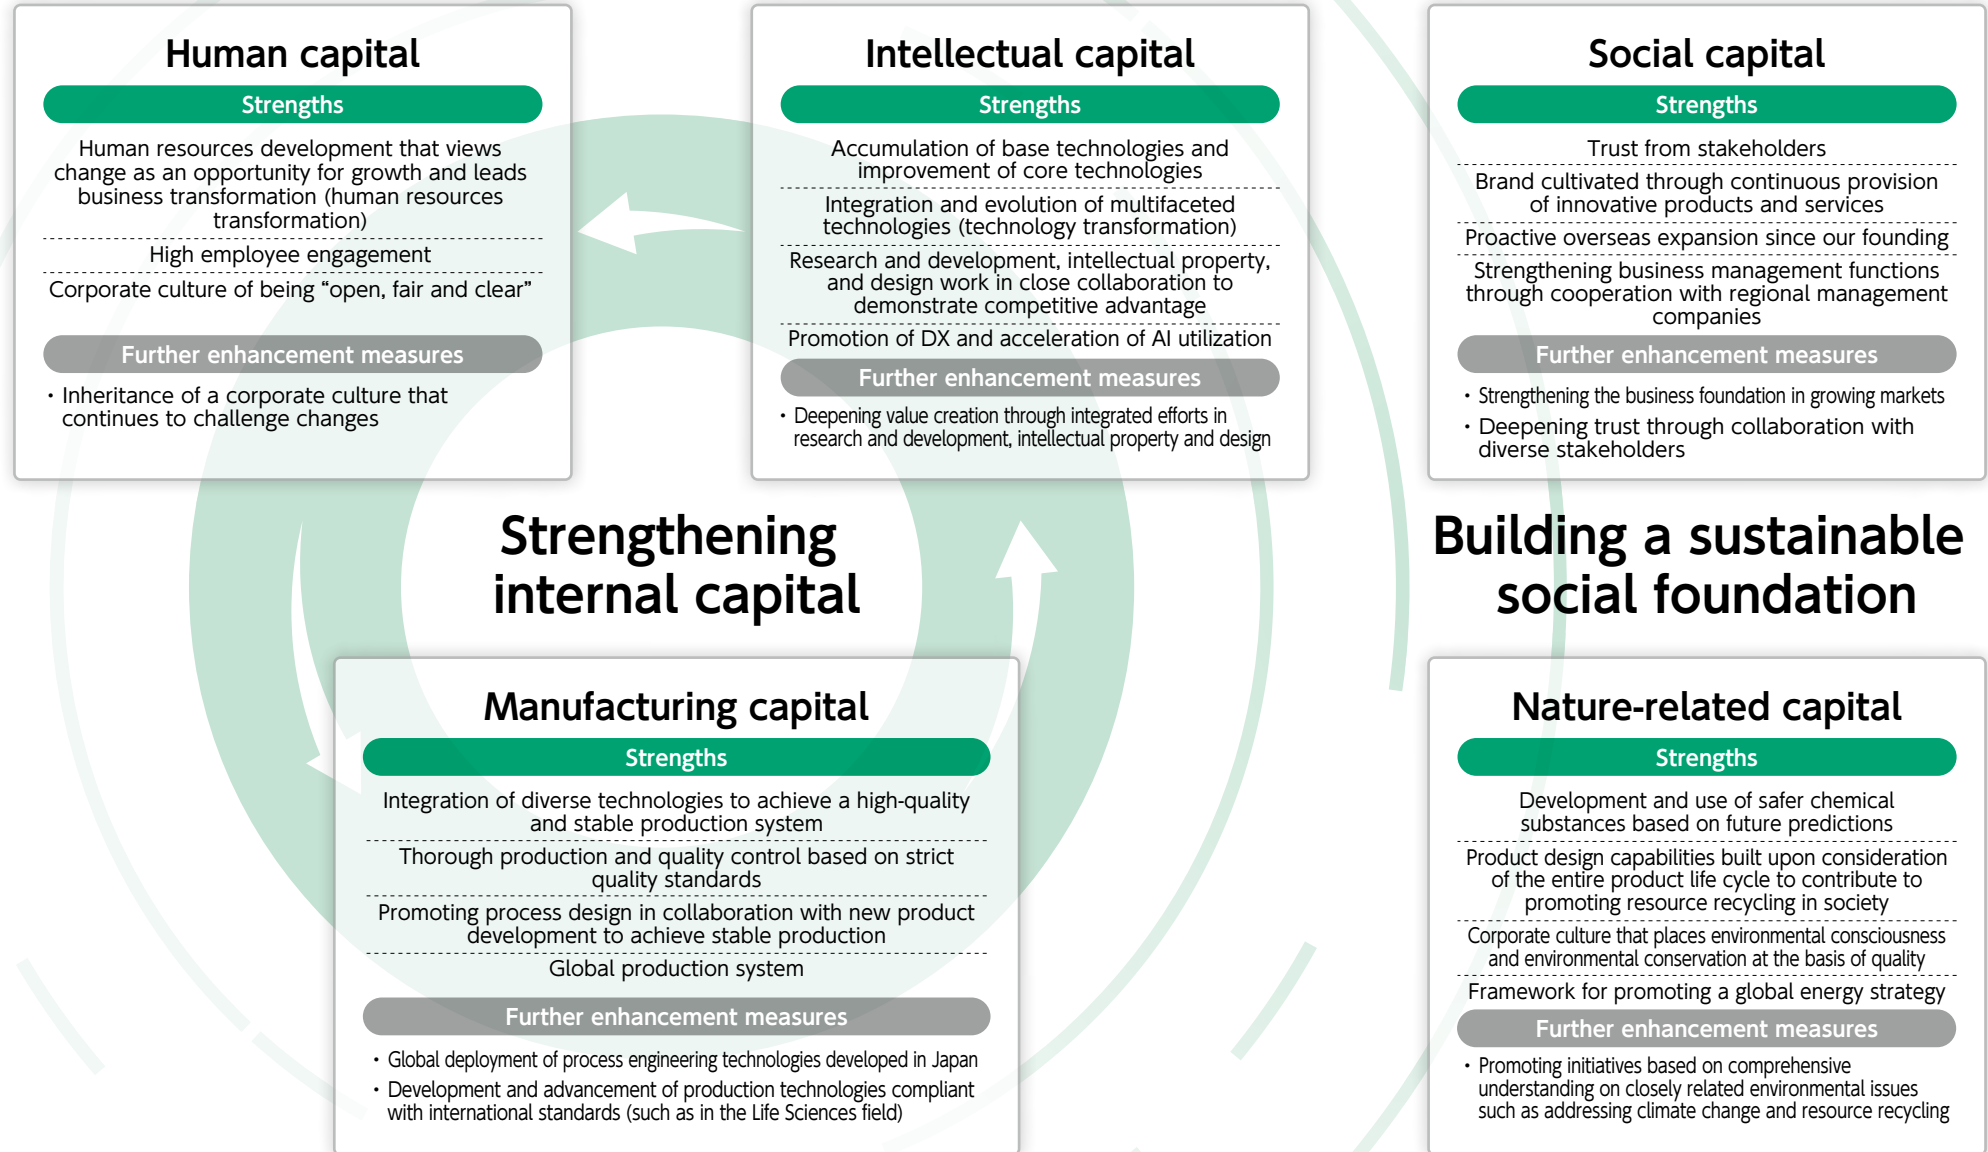 Human capital
Strengths
Human resources development that views
change as an opportunity for growth and leads
business transformation (human resources
transformation)
High employee engagement
Corporate culture of being “open, fair and clear”
Further enhancement measures
・Inheritance of a corporate culture that
continues to challenge changes
Intellectual capital
Strengths
Accumulation of base technologies and
improvement of core technologies
Integration and evolution of multifaceted
technologies (technology transformation)
Research and development, intellectual property,
and design work in close collaboration to
demonstrate competitive advantage
Promotion of DX and acceleration of AI utilization
Further enhancement measures
・Deepening value creation through integrated efforts in
research and development, intellectual property and design
Social capital
Strengths
Trust from stakeholders
Brand cultivated through continuous provision
of innovative products and services
Proactive overseas expansion since our founding
Strengthening business management functions
through cooperation with regional management
companies
Further enhancement measures
・Strengthening the business foundation in growing markets
・Deepening trust through collaboration with
diverse stakeholders
Strengthening
internal capital
Building a sustainable
social foundation
Manufacturing capital
Strengths
Integration of diverse technologies to achieve a high-quality
and stable production system
Thorough production and quality control based on strict
quality standards
Promoting process design in collaboration with new product
development to achieve stable production
Global production system
Further enhancement measures
・Global deployment of process engineering technologies developed in Japan
・Development and advancement of production technologies compliant
with international standards (such as in the Life Sciences field)
Nature-related capital
Strengths
Development and use of safer chemical
substances based on future predictions
Product design capabilities built upon consideration
of the entire product life cycle to contribute to
promoting resource recycling in society
Corporate culture that places environmental consciousness
and environmental conservation at the basis of quality
Framework for promoting a global energy strategy
Further enhancement measures
・Promoting initiatives based on comprehensive
understanding on closely related environmental issues
such as addressing climate change and resource recycling